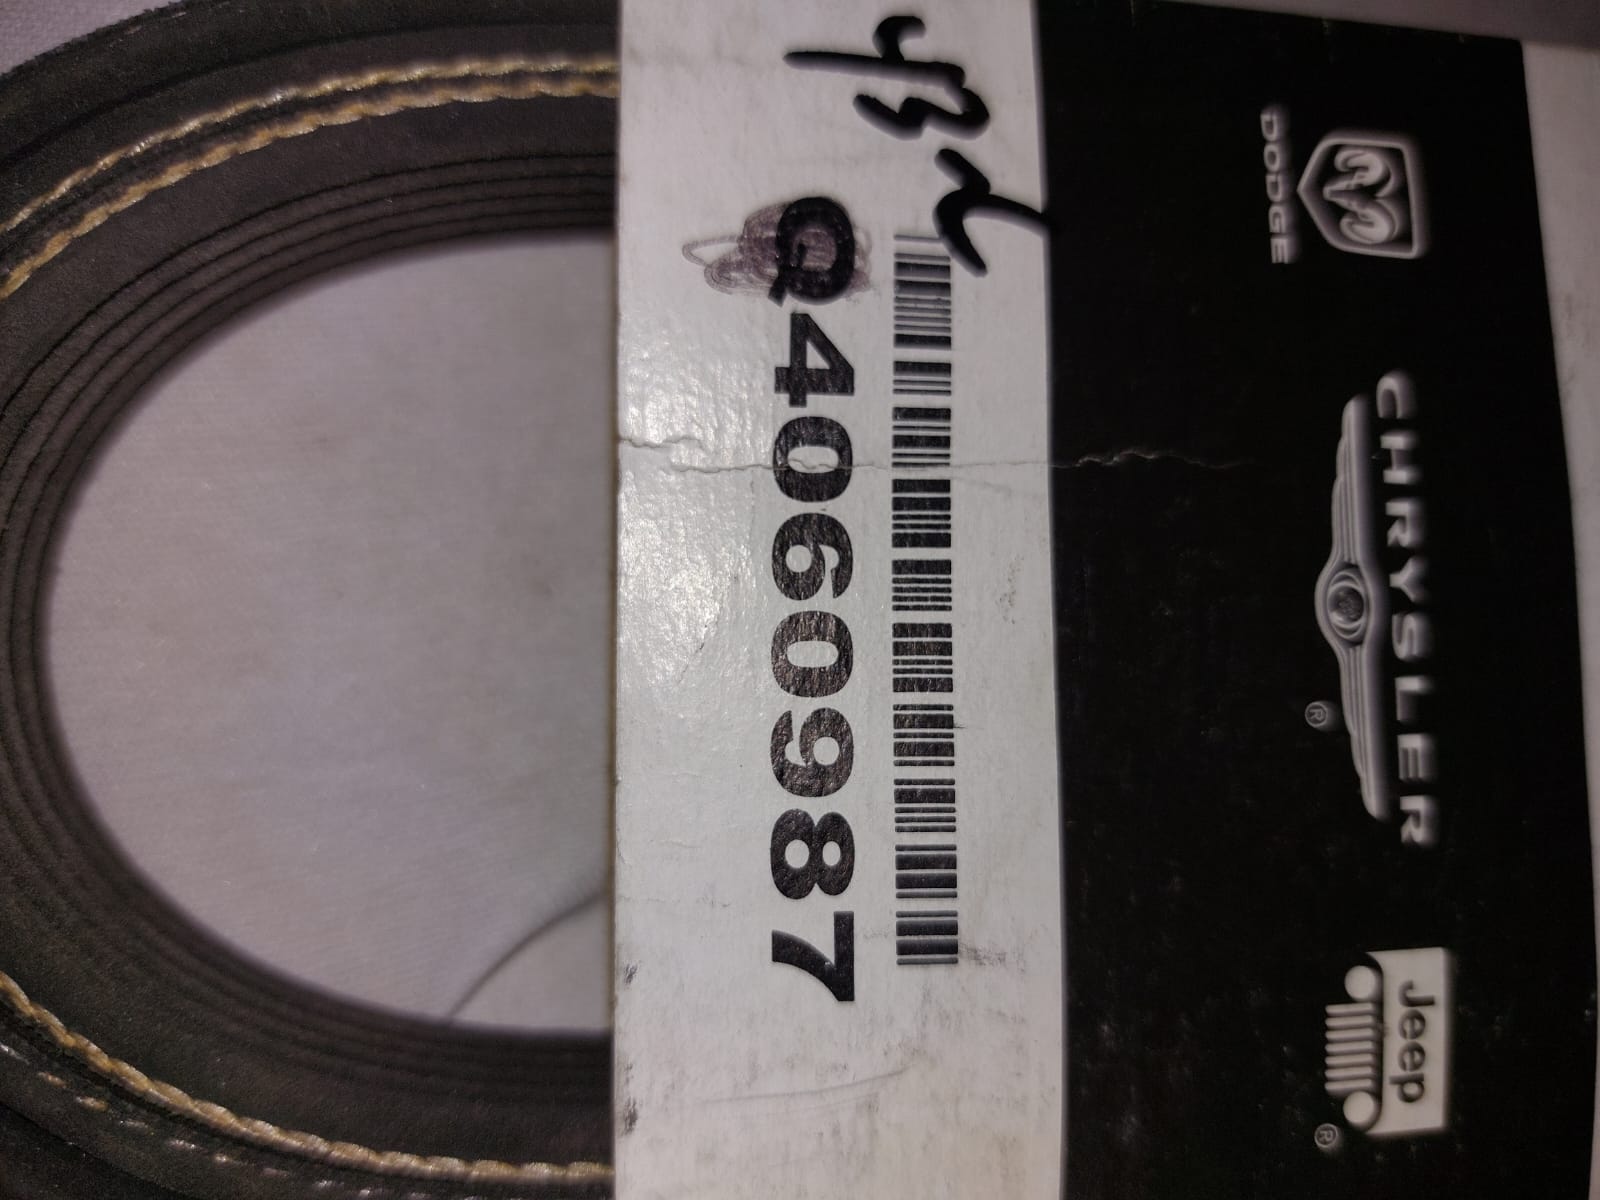 DODGE
CHRYSLER
®
Jeep
®
Q4060987